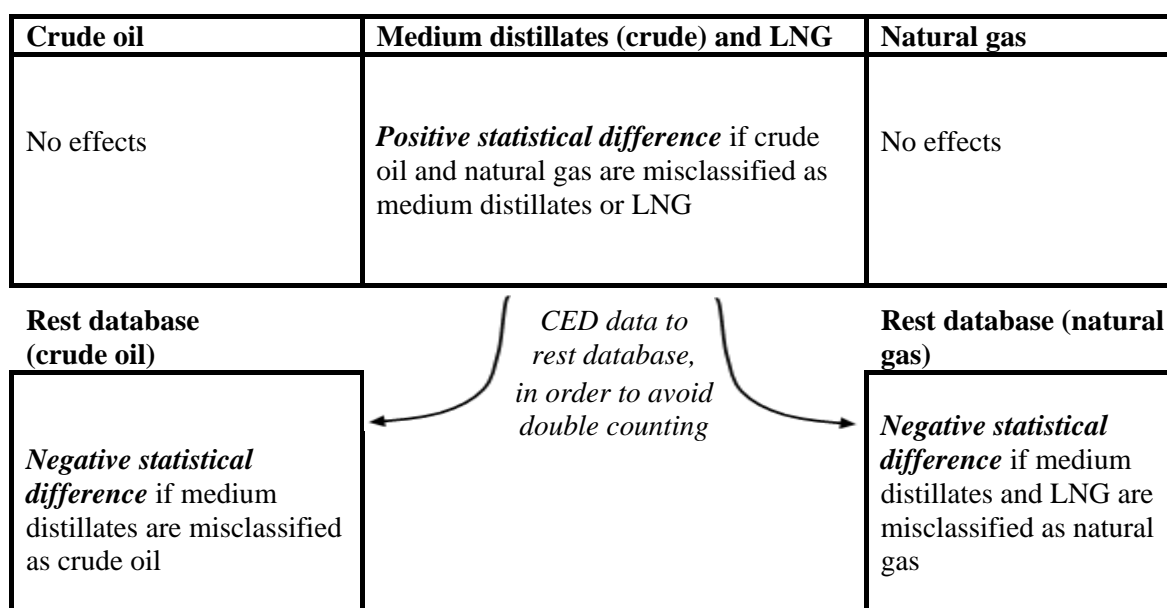 Crude oil
Medium distillates (crude) and LNG
Natural gas
No effects
Positive statistical difference if crude
oil and natural gas are misclassified as
medium distillates or LNG
No effects
Rest database
(crude oil)
CED data to
rest database,
in order to avoid
double counting
Rest database (natural
gas)
Negative statistical
difference if medium
distillates are misclassified
as crude oil
Negative statistical
difference if medium
distillates and LNG are
misclassified as natural
gas